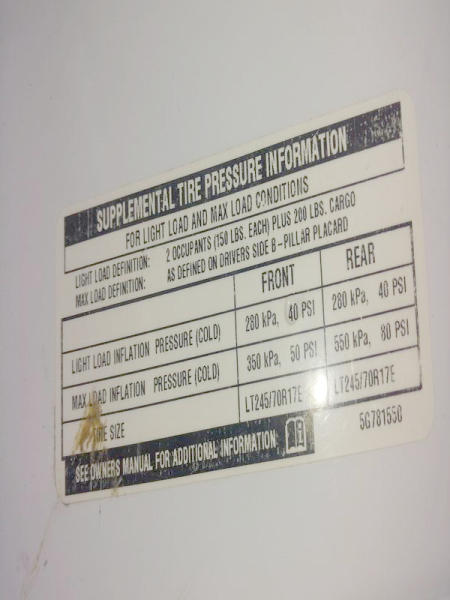 SUPPLEMENTAL TIRE PRESSURE INFORMATION
FOR LIGHT LOAD AND MAX LOAD CONDITIONS
LIGHT LOAD DEFINITION: 2 OCCUPANTS (150 LBS. EACH) PLUS 200 LBS. CARGO
MAX LOAD DEFINITION: AS DEFINED ON DRIVERS SIDE B-PILLAR PLACARD
FRONT REAR
LIGHT LOAD INFLATION PRESSURE (COLD) 280 kPa, 40 PSI 280 kPa, 40 PSI
MAX LOAD INFLATION PRESSURE (COLD) 350 kPa, 50 PSI 550 kPa, 80 PSI
TIRE SIZE LT245/70R17E LT245/70R17E
SEE OWNERS MANUAL FOR ADDITIONAL INFORMATION